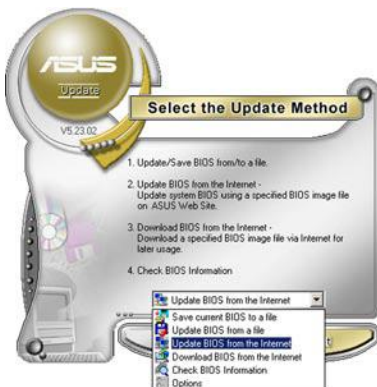 ASUS
Update
V5.23.02
Select the Update Method
1. Update/Save BIOS from/to a file.
2. Update BIOS from the Internet -
Update system BIOS using a specified BIOS image file
on ASUS Web Site.
3. Download BIOS from the Internet -
Download a specified BIOS image file via Internet for
later usage.
4. Check BIOS Information
Update BIOS from the Internet
Save current BIOS to a file
Update BIOS from a file
Update BIOS from the Internet
Download BIOS from the Internet
Check BIOS Information
Options